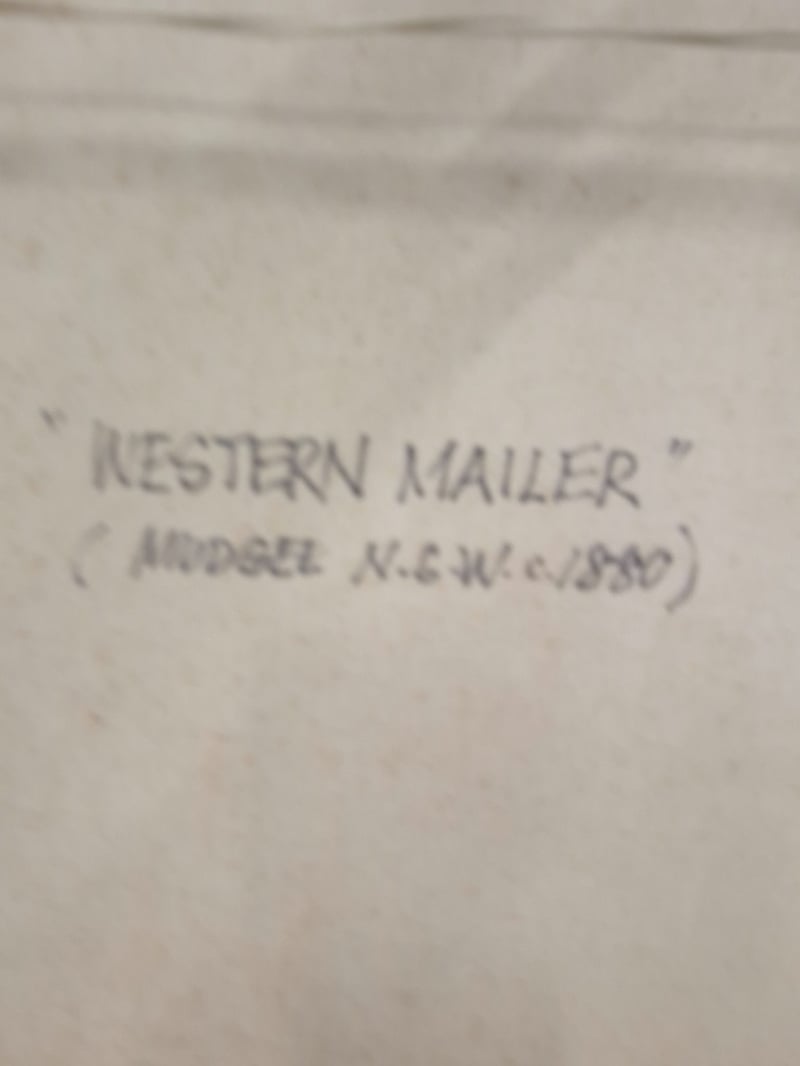 "WESTERN MAILER"
(MUDGEE N.S.W. c.1880)